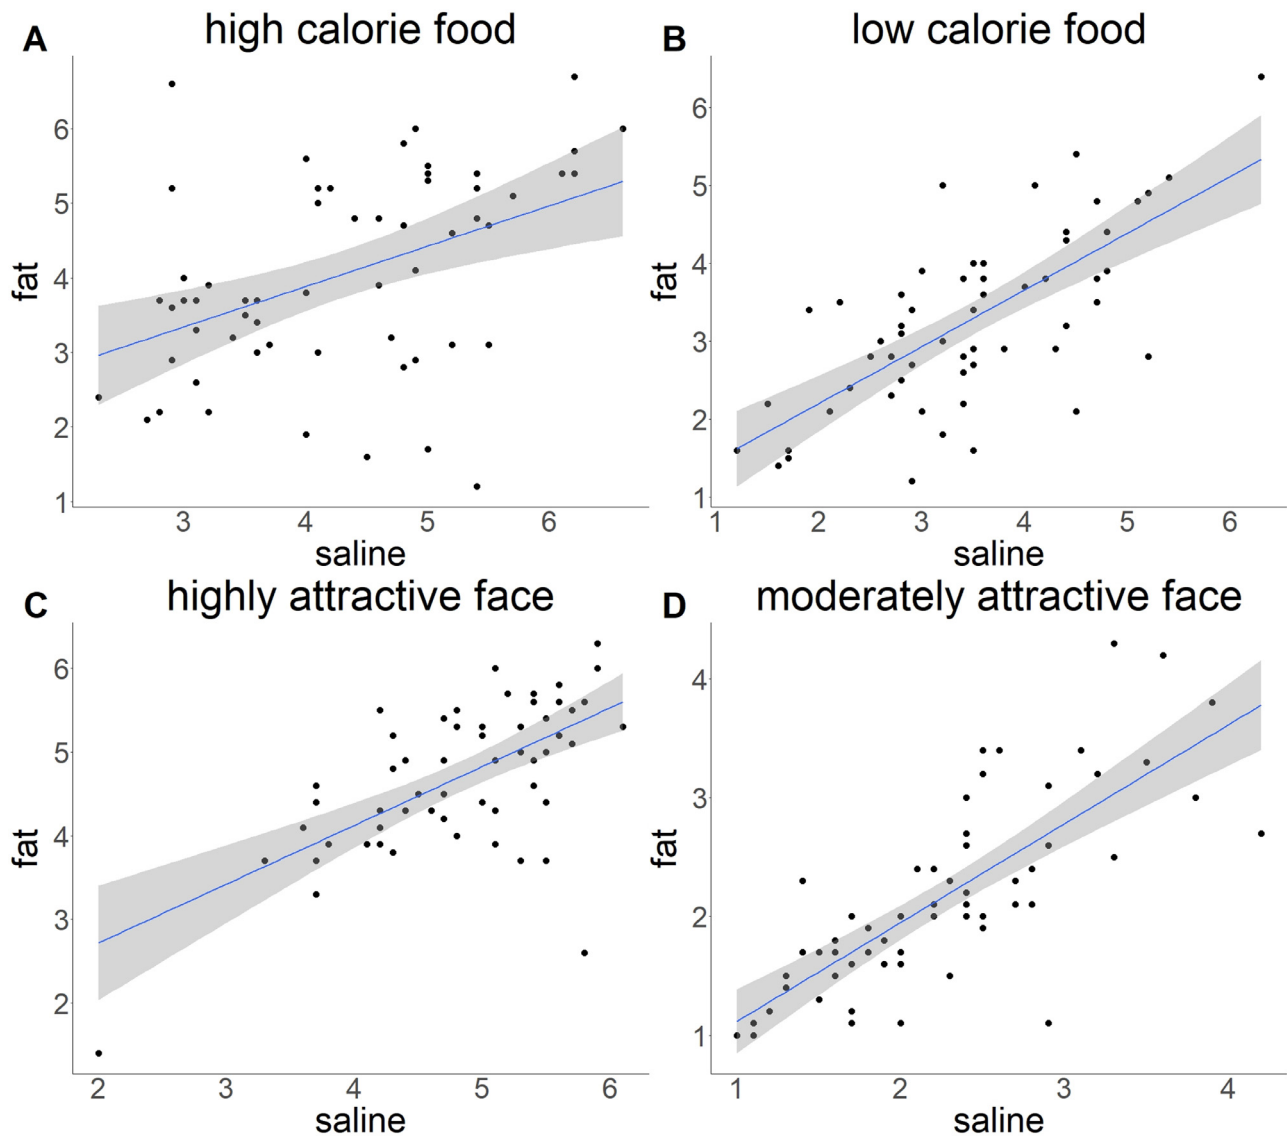 A high calorie food
6
5
4
3
2
1
fat
3 4 5 6
saline
B low calorie food
6
5
4
3
2
1
fat
1 2 3 4 5 6
saline
C highly attractive face
6
5
4
3
2
fat
2 3 4 5 6
saline
D moderately attractive face
4
3
2
1
fat
1 2 3 4
saline